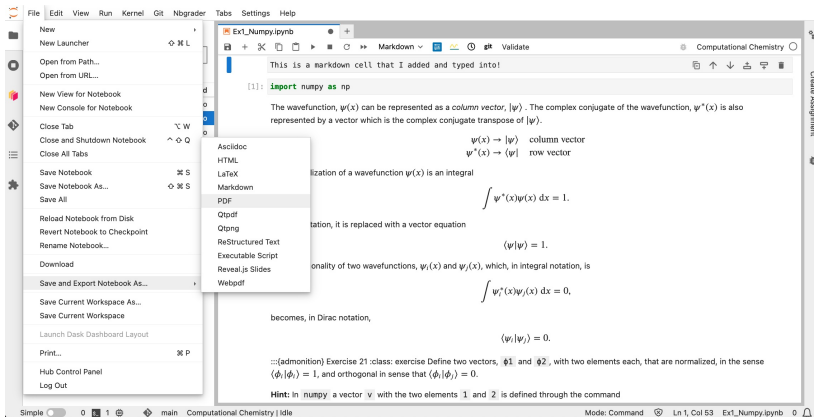 File Edit View Run Kernel Git Nbgrader Tabs Settings Help
New
New Launcher ⇧ ⌘ L
Open from Path...
Open from URL...
New View for Notebook
New Console for Notebook
Close Tab ⌥ W
Close and Shutdown Notebook ^ ⇧ Q
Close All Tabs
Save Notebook ⌘ S
Save Notebook As... ⇧ ⌘ S
Save All
Reload Notebook from Disk
Revert Notebook to Checkpoint
Rename Notebook...
Download
Save and Export Notebook As...
Save Current Workspace As...
Save Current Workspace
Launch Dask Dashboard Layout
Print... ⌘ P
Hub Control Panel
Log Out
Asciidoc
HTML
LaTeX
Markdown
PDF
Qtpdf
Qtpng
ReStructured Text
Executable Script
Reveal.js Slides
Webpdf
Ex1_Numpy.ipynb
Markdown git Validate Computational Chemistry
This is a markdown cell that I added and typed into!
[1]: import numpy as np
The wavefunction, ψ(x) can be represented as a column vector, |ψ⟩ . The complex conjugate of the wavefunction, ψ*(x) is also
represented by a vector which is the complex conjugate transpose of |ψ⟩.
ψ(x) → |ψ⟩ column vector
ψ*(x) → ⟨ψ| row vector
lization of a wavefunction ψ(x) is an integral
∫ ψ*(x)ψ(x) dx = 1.
tation, it is replaced with a vector equation
⟨ψ|ψ⟩ = 1.
onality of two wavefunctions, ψi(x) and ψj(x), which, in integral notation, is
∫ ψi*(x)ψj(x) dx = 0,
becomes, in Dirac notation,
⟨ψi|ψj⟩ = 0.
:::{admonition} Exercise 21 :class: exercise Define two vectors, ϕ1 and ϕ2 , with two elements each, that are normalized, in the sense
⟨ϕi|ϕi⟩ = 1, and orthogonal in sense that ⟨ϕi|ϕj⟩ = 0.
Hint: In numpy a vector v with the two elements 1 and 2 is defined through the command
Create Assignment
Simple 0 1 main Computational Chemistry | Idle Mode: Command Ln 1, Col 53 Ex1_Numpy.ipynb 0